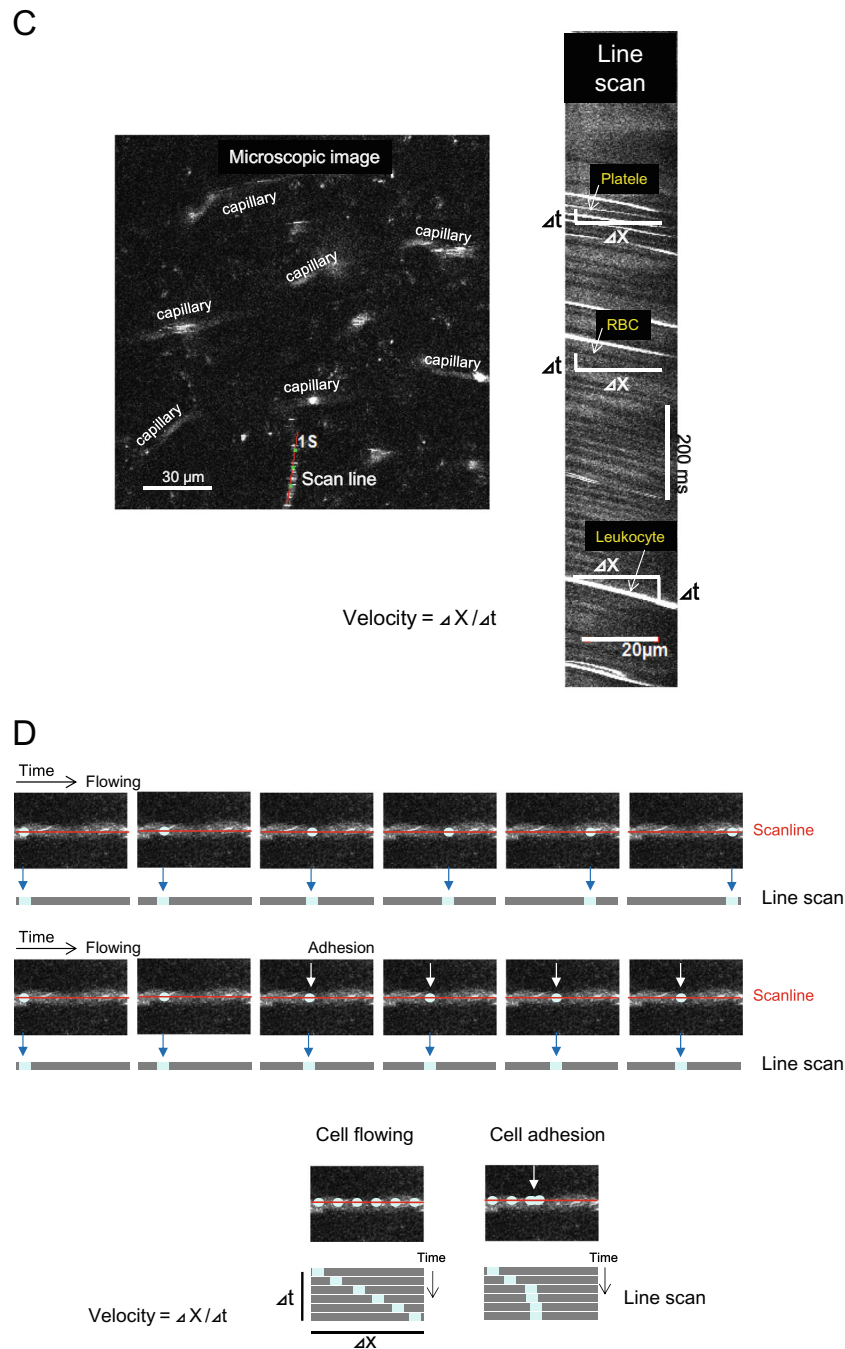 C
Line
scan
Microscopic image
capillary
capillary
capillary
capillary
capillary
capillary
capillary
1S
Scan line
30 µm
Platele
⊿t
⊿X
RBC
⊿t
⊿X
200 ms
Leukocyte
⊿X
⊿t
20µm
Velocity = ⊿ X /⊿t
D
Time
Flowing
Scanline
Line scan
Time
Flowing
Adhesion
Scanline
Line scan
Cell flowing
Cell adhesion
Time
Time
⊿t
Line scan
Velocity = ⊿ X /⊿t
⊿X